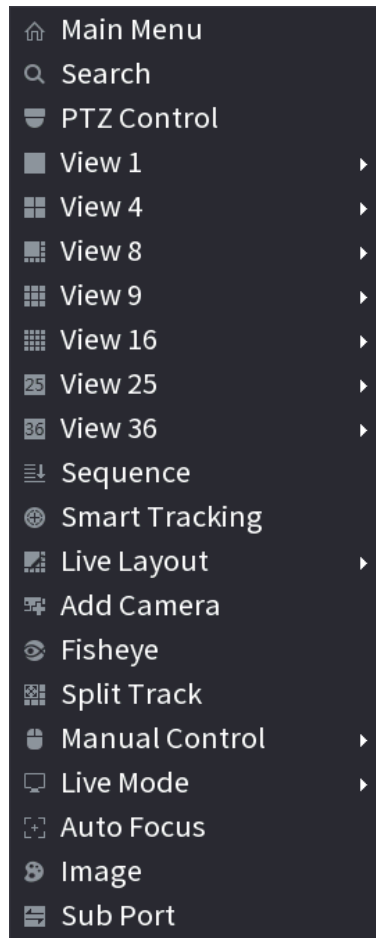 Main Menu
Search
PTZ Control
View 1
View 4
View 8
View 9
View 16
25 View 25
36 View 36
Sequence
Smart Tracking
Live Layout
Add Camera
Fisheye
Split Track
Manual Control
Live Mode
Auto Focus
Image
Sub Port